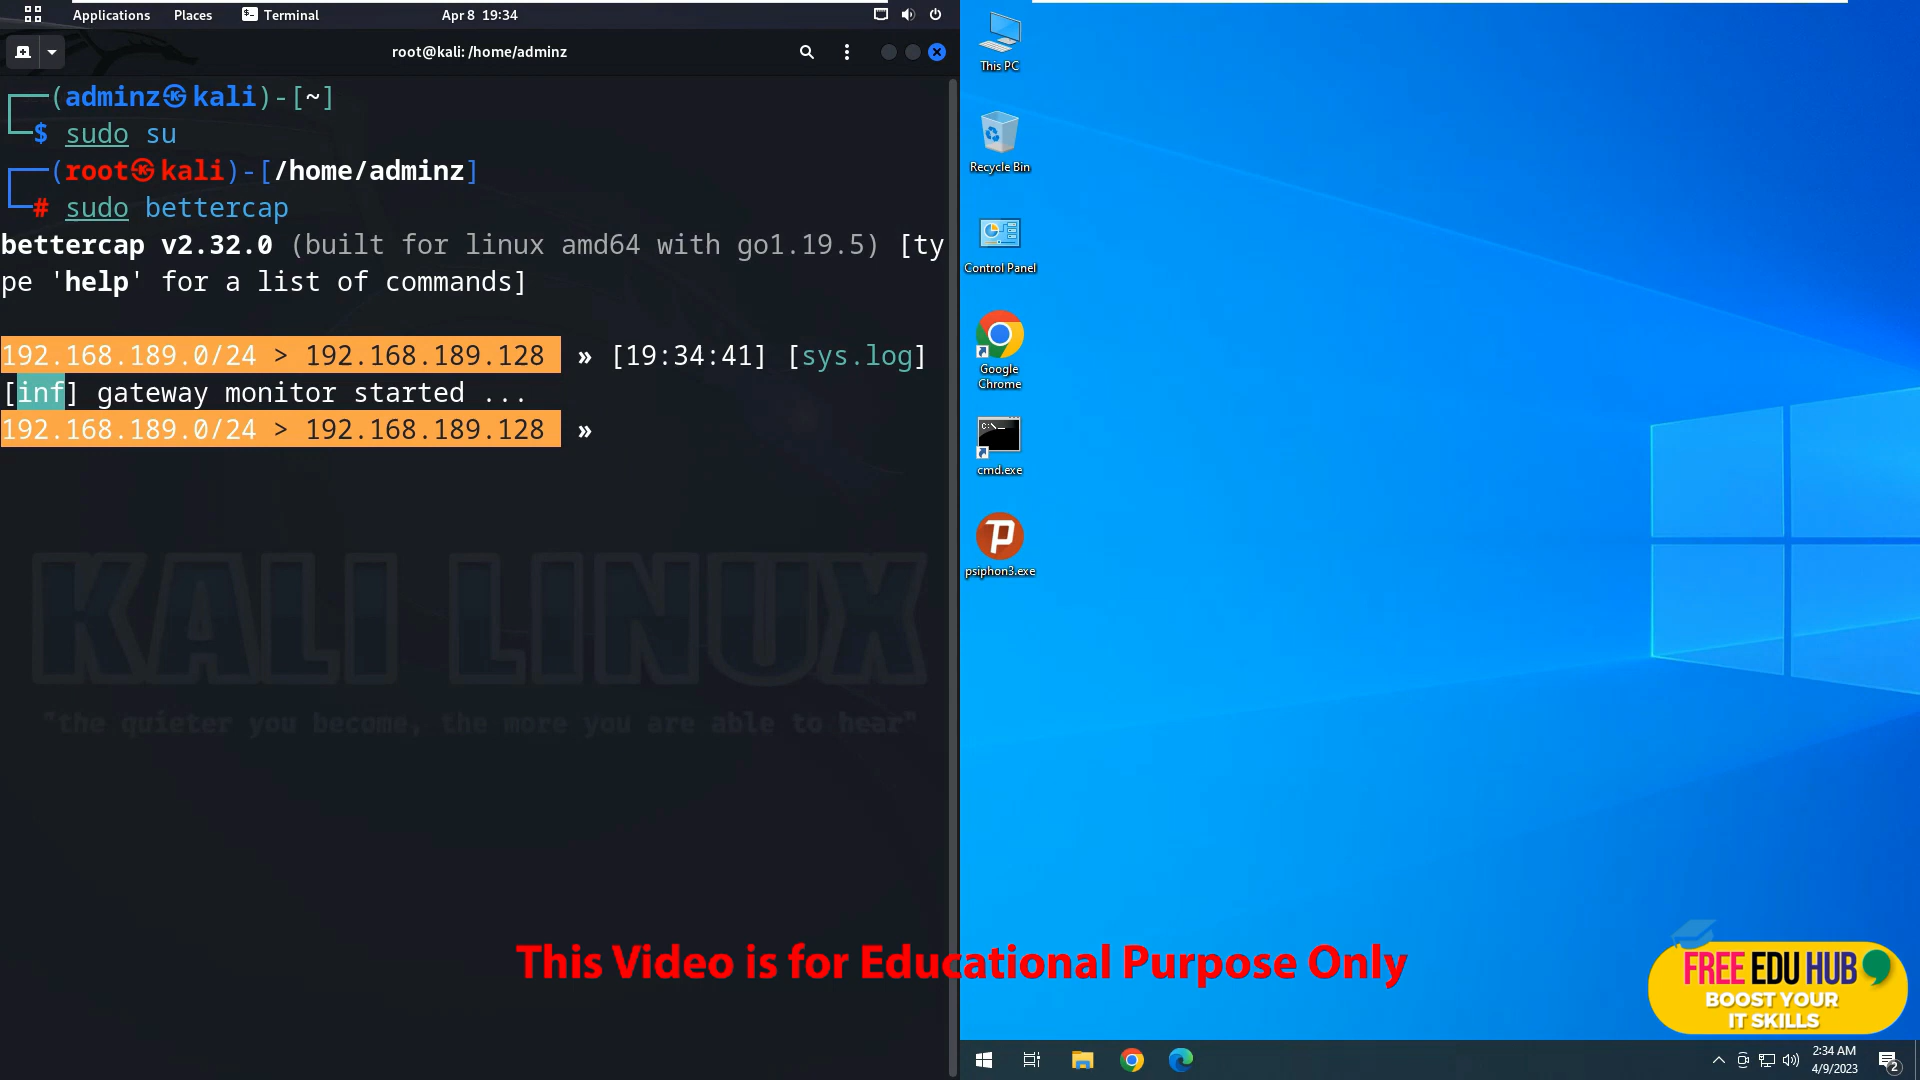 Applications Places Terminal Apr 8 19:34
root@kali: /home/adminz
(adminz㉿kali)-[~]
$ sudo su
(root㉿kali)-[/home/adminz]
# sudo bettercap
bettercap v2.32.0 (built for linux amd64 with go1.19.5) [ty
pe 'help' for a list of commands]
192.168.189.0/24 > 192.168.189.128 » [19:34:41] [sys.log]
[inf] gateway monitor started ...
192.168.189.0/24 > 192.168.189.128 »
KALI LINUX
"the quieter you become, the more you are able to hear"
This PC
Recycle Bin
Control Panel
Google
Chrome
C:\._
cmd.exe
psiphon3.exe
This Video is for Educational Purpose Only
FREE EDU HUB
BOOST YOUR
IT SKILLS
2:34 AM
4/9/2023
2